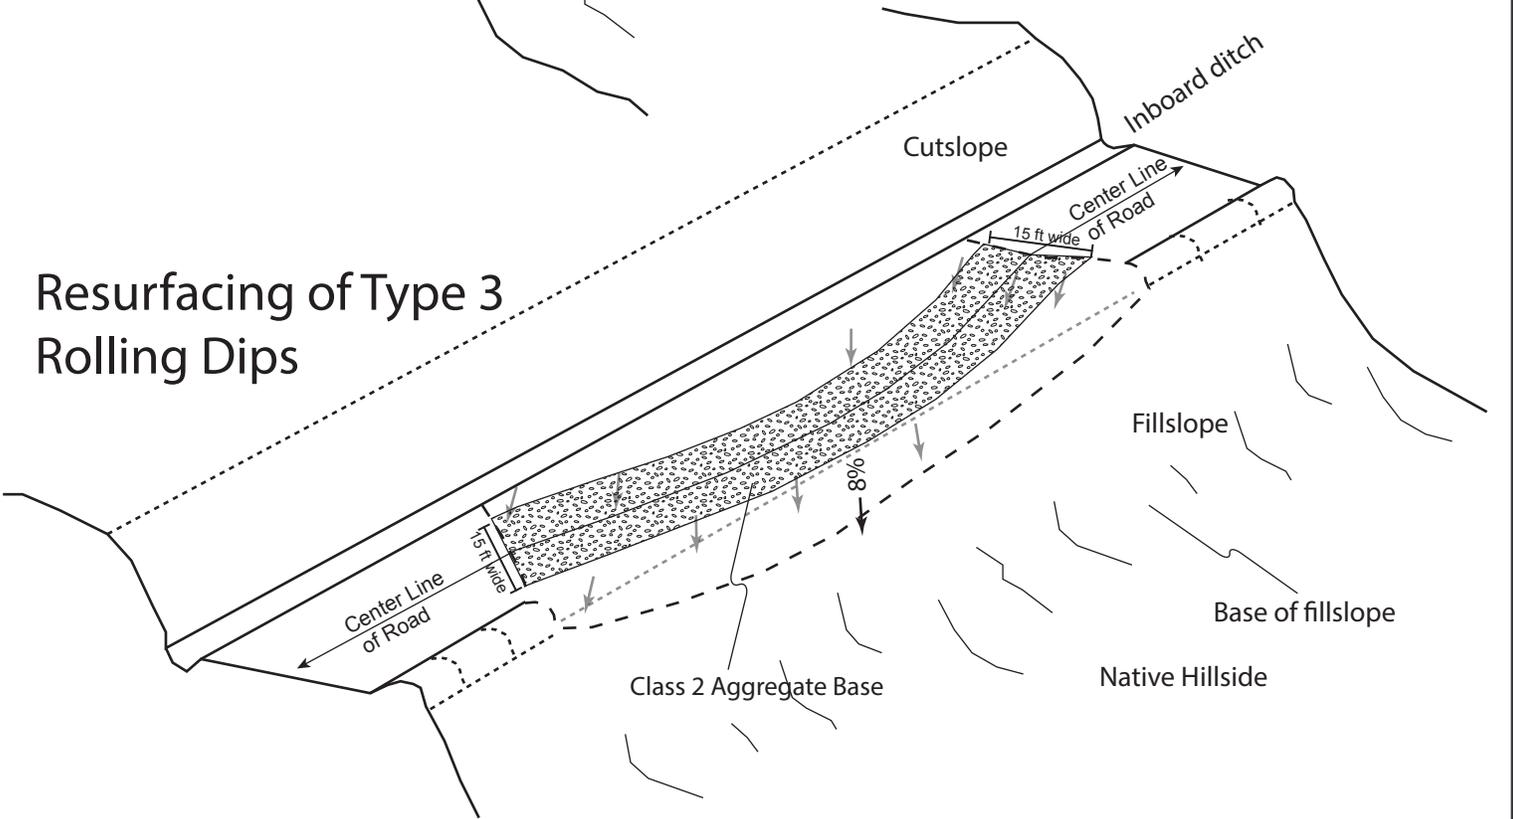 Inboard ditch
Cutslope
Center Line
of Road
15 ft wide
Resurfacing of Type 3
Rolling Dips
Fillslope
8%
15 ft wide
Center Line
of Road
Base of fillslope
Native Hillside
Class 2 Aggregate Base